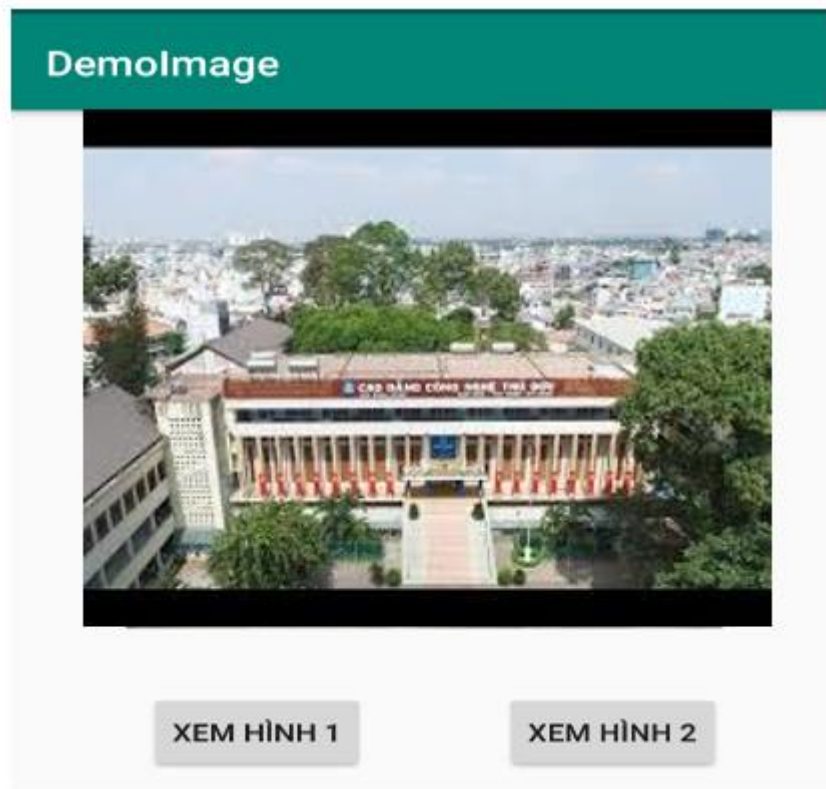 DemoImage
CAO ĐẲNG CÔNG NGHỆ THỦ ĐỨC
XEM HÌNH 1
XEM HÌNH 2